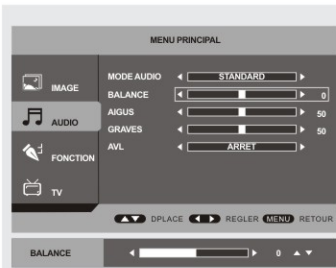 MENU PRINCIPAL
IMAGE
AUDIO
FONCTION
TV
MODE AUDIO STANDARD
BALANCE 0
AIGUS 50
GRAVES 50
AVL ARRET
DPLACE REGLER MENU RETOUR
BALANCE 0